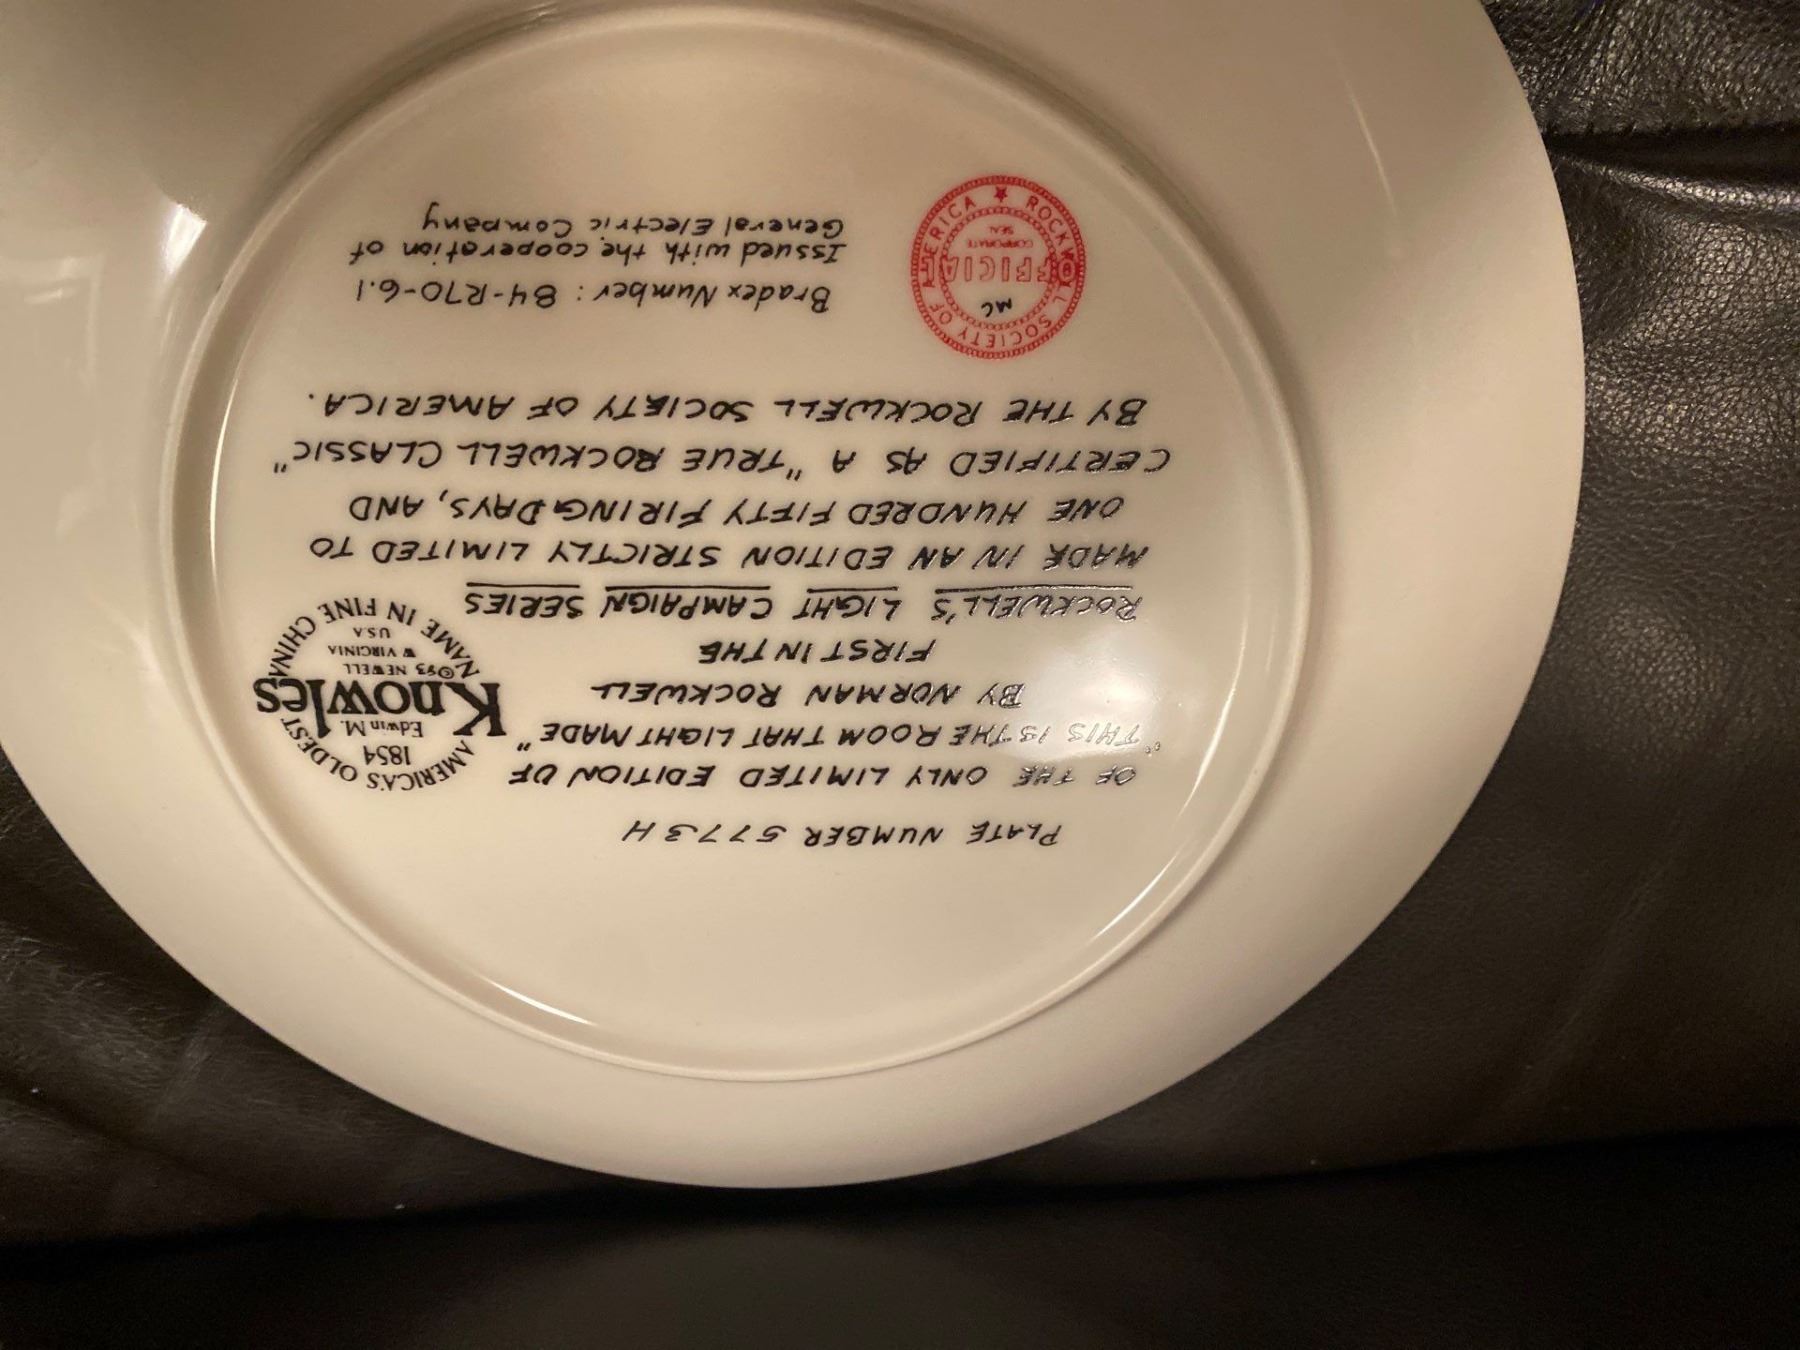 PLATE NUMBER 5773H
OF THE ONLY LIMITED EDITION OF
"THIS IS THE ROOM THAT LIGHT MADE"
BY NORMAN ROCKWELL
FIRST IN THE
ROCKWELL'S LIGHT CAMPAIGN SERIES
MADE IN AN EDITION STRICTLY LIMITED TO
ONE HUNDRED FIFTY FIRING DAYS, AND
CERTIFIED AS A "TRUE ROCKWELL CLASSIC"
BY THE ROCKWELL SOCIETY OF AMERICA.
AMERICA'S OLDEST
1854
Edwin M.
Knowles
NEWELL
W VIRGINIA
USA
NAME IN FINE CHINA
ROCKWELL SOCIETY OF AMERICA
MC
OFFICIAL
CORPORATE
SEAL
Bradex Number: 84-R70-6.1
Issued with the cooperation of
General Electric Company